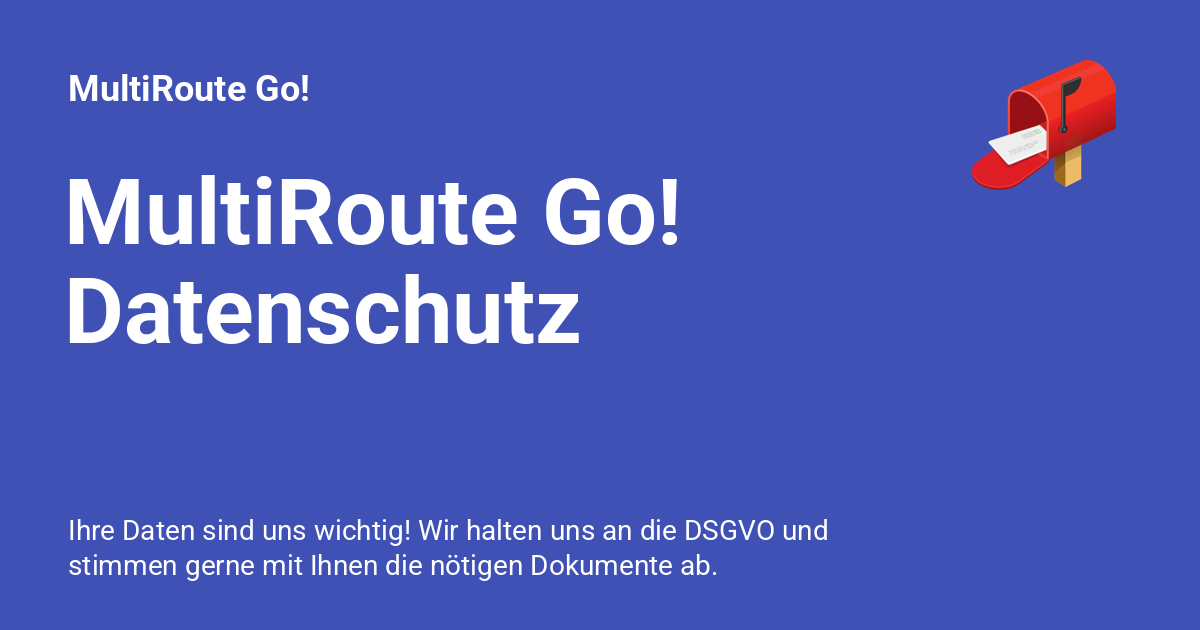 MultiRoute Go!
MultiRoute Go!
Datenschutz
Ihre Daten sind uns wichtig! Wir halten uns an die DSGVO und
stimmen gerne mit Ihnen die nötigen Dokumente ab.